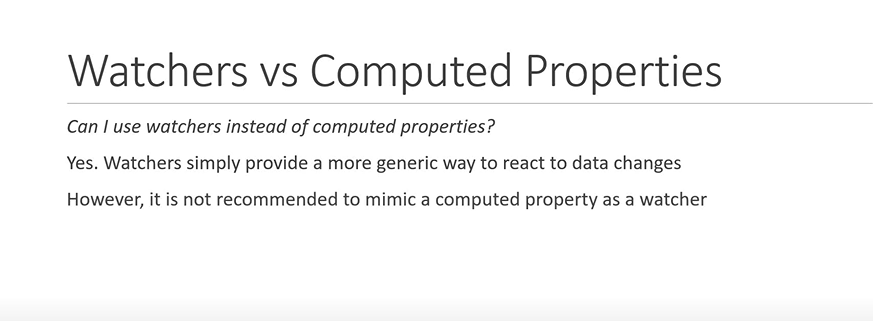 Watchers vs Computed Properties
Can I use watchers instead of computed properties?
Yes. Watchers simply provide a more generic way to react to data changes
However, it is not recommended to mimic a computed property as a watcher